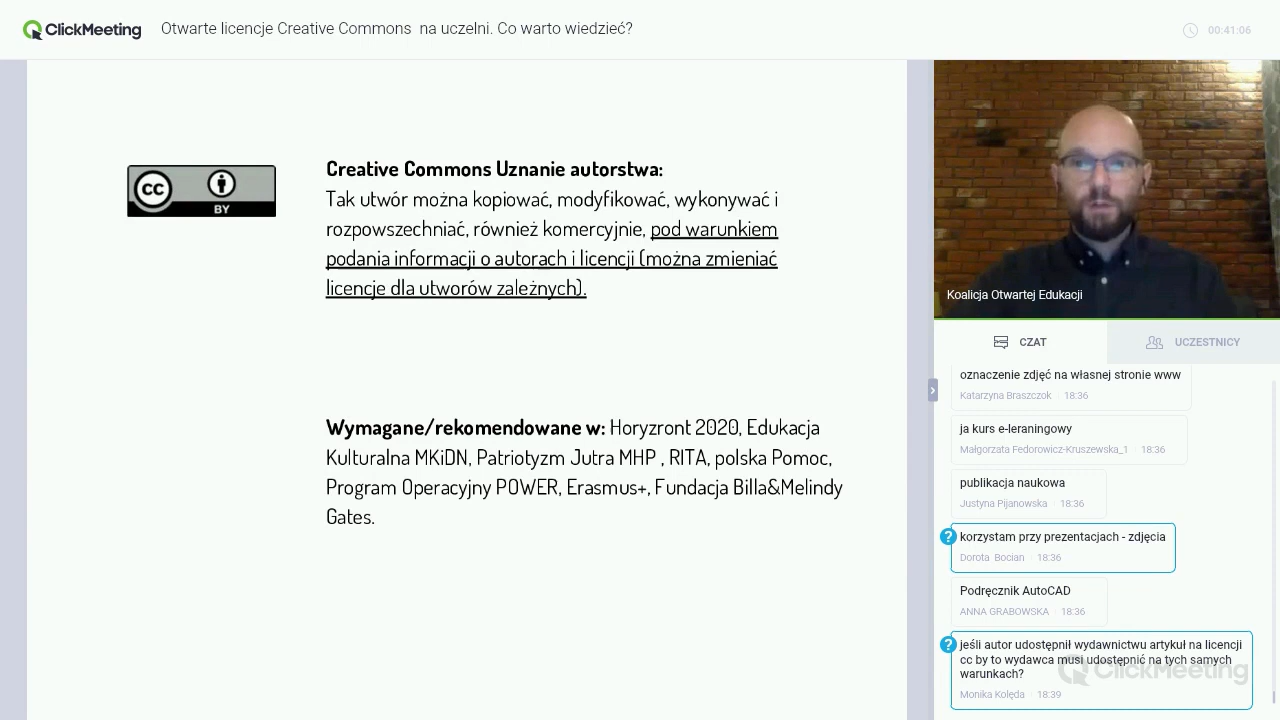 ClickMeeting
Otwarte licencje Creative Commons na uczelni. Co warto wiedzieć?
00:41:06
cc
BY
Creative Commons Uznanie autorstwa:
Tak utwór można kopiować, modyfikować, wykonywać i
rozpowszechniać, również komercyjnie, pod warunkiem
podania informacji o autorach i licencji (można zmieniać
licencje dla utworów zależnych).
Wymagane/rekomendowane w: Horyzront 2020, Edukacja
Kulturalna MKiDN, Patriotyzm Jutra MHP , RITA, polska Pomoc,
Program Operacyjny POWER, Erasmus+, Fundacja Billa&Melindy
Gates.
Koalicja Otwartej Edukacji
CZAT
UCZESTNICY
oznaczenie zdjęć na własnej stronie www
Katarzyna Braszczok 18:36
ja kurs e-leraningowy
Małgorzata Fedorowicz-Kruszewska_1 18:36
publikacja naukowa
Justyna Pijanowska 18:36
? korzystam przy prezentacjach - zdjęcia
Dorota Bocian 18:36
Podręcznik AutoCAD
ANNA GRABOWSKA 18:36
? jeśli autor udostępnił wydawnictwu artykuł na licencji
cc by to wydawca musi udostępnić na tych samych
warunkach?
ClickMeeting
Monika Kolęda 18:39